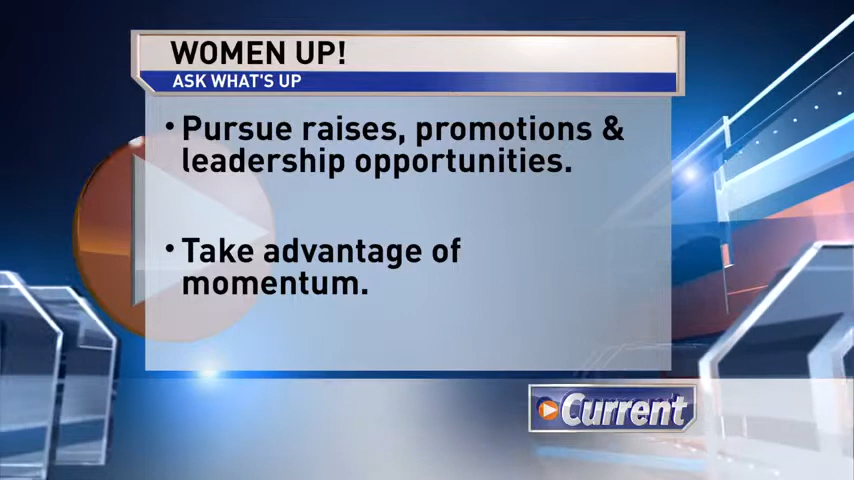 WOMEN UP!
ASK WHAT'S UP
• Pursue raises, promotions &
leadership opportunities.
• Take advantage of
momentum.
Current